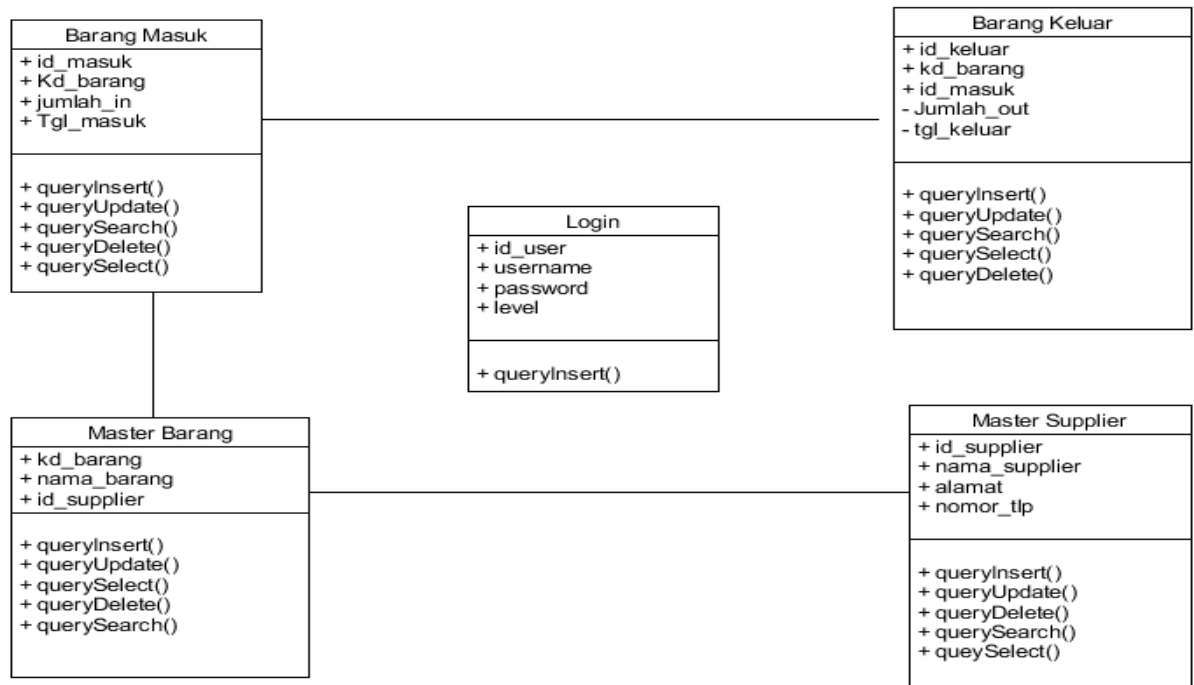 Barang Masuk
+ id_masuk
+ Kd_barang
+ jumlah_in
+ Tgl_masuk
+ queryInsert()
+ queryUpdate()
+ querySearch()
+ queryDelete()
+ querySelect()
Barang Keluar
+ id_keluar
+ kd_barang
+ id_masuk
- Jumlah_out
- tgl_keluar
+ queryInsert()
+ queryUpdate()
+ querySearch()
+ querySelect()
+ queryDelete()
Login
+ id_user
+ username
+ password
+ level
+ queryInsert()
Master Barang
+ kd_barang
+ nama_barang
+ id_supplier
+ queryInsert()
+ queryUpdate()
+ querySelect()
+ queryDelete()
+ querySearch()
Master Supplier
+ id_supplier
+ nama_supplier
+ alamat
+ nomor_tlp
+ queryInsert()
+ queryUpdate()
+ queryDelete()
+ querySearch()
+ queySelect()